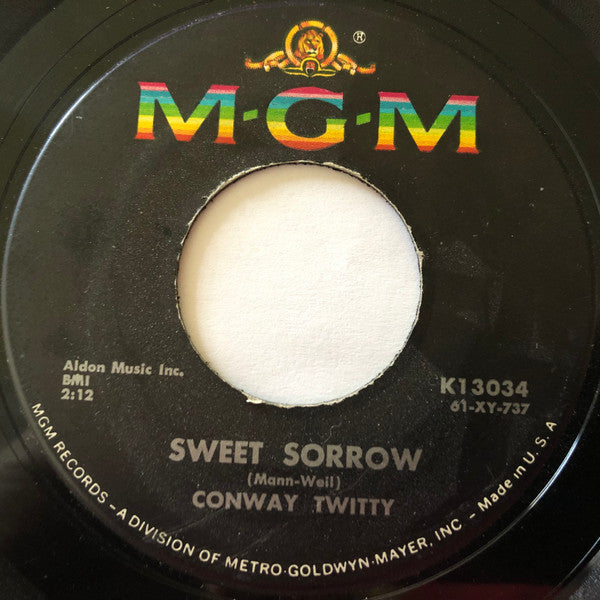 ®
M·G·M
Aldon Music Inc.
BMI
2:12
K13034
61-XY-737
SWEET SORROW
(Mann-Weil)
CONWAY TWITTY
MGM RECORDS – A DIVISION OF METRO·GOLDWYN·MAYER, INC – Made in U.S.A